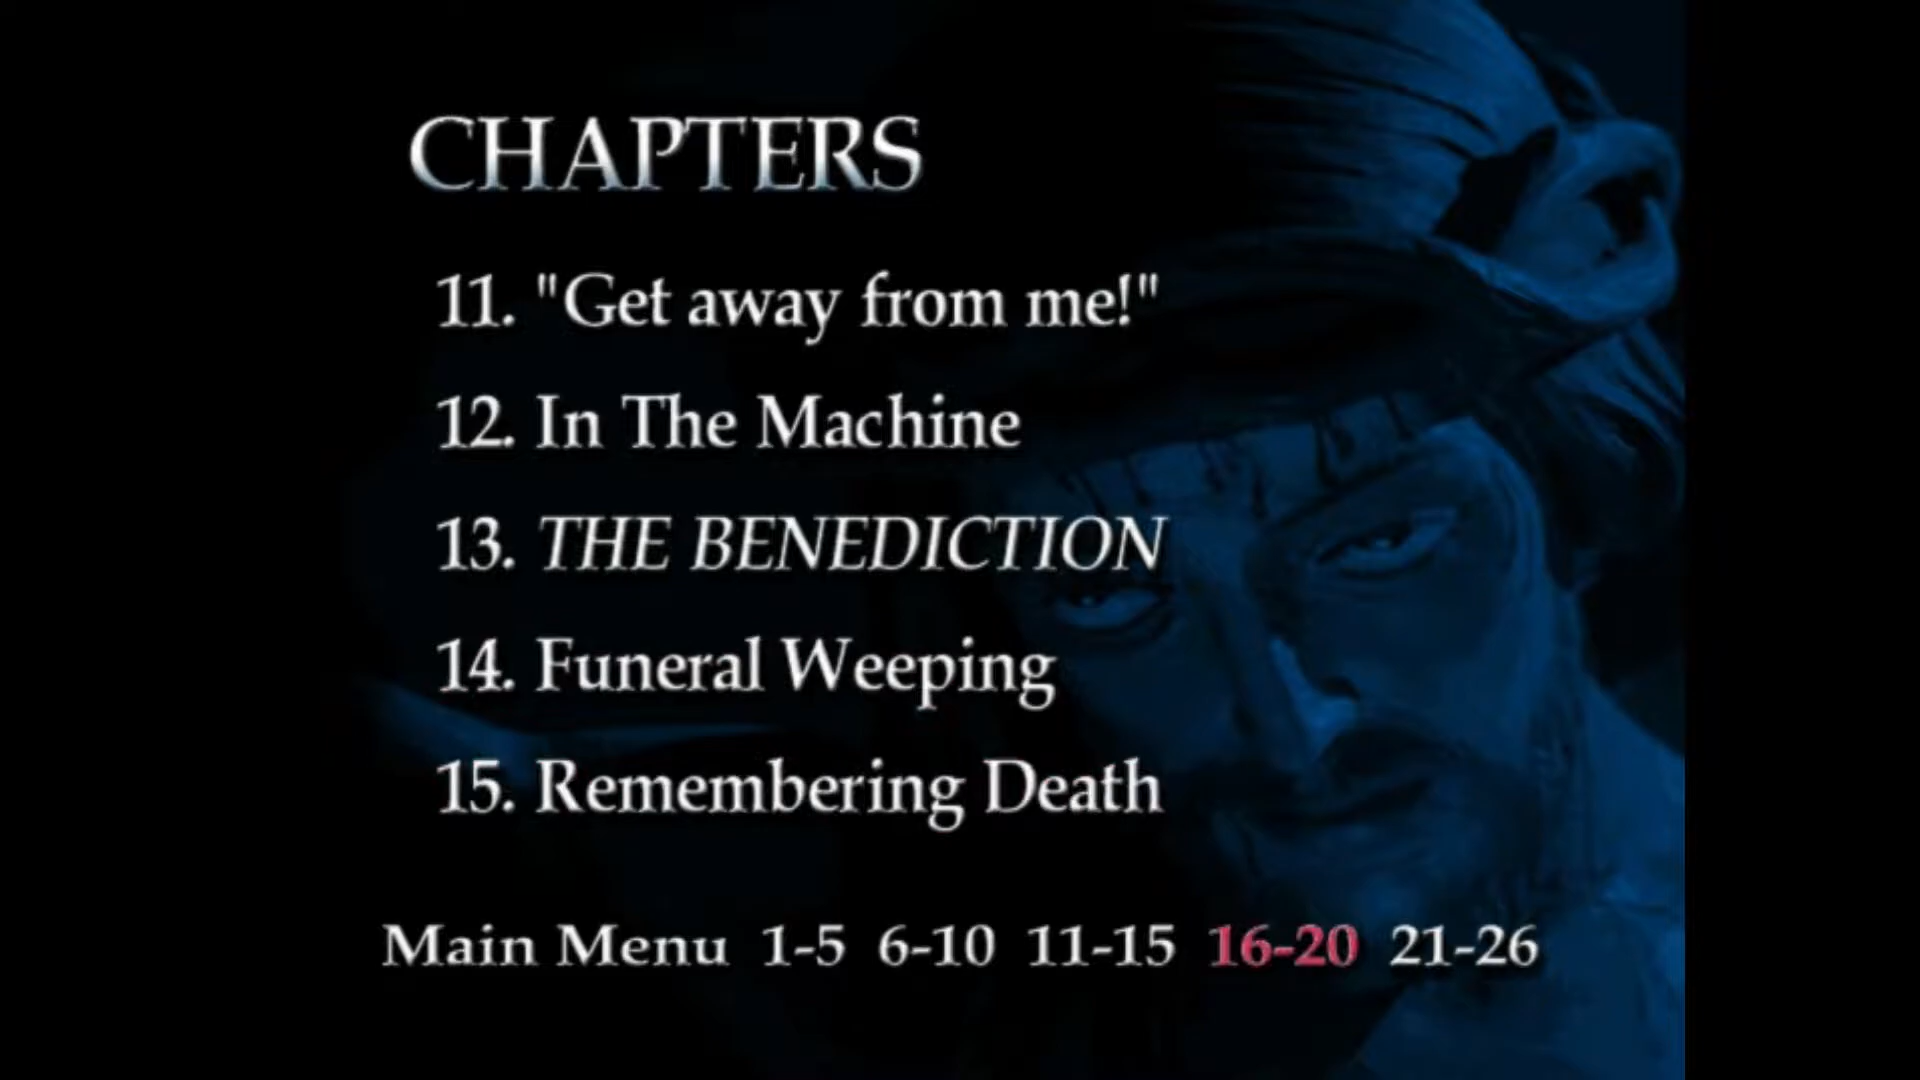 CHAPTERS
11. "Get away from me!"
12. In The Machine
13. THE BENEDICTION
14. Funeral Weeping
15. Remembering Death
Main Menu 1-5 6-10 11-15 16-20 21-26